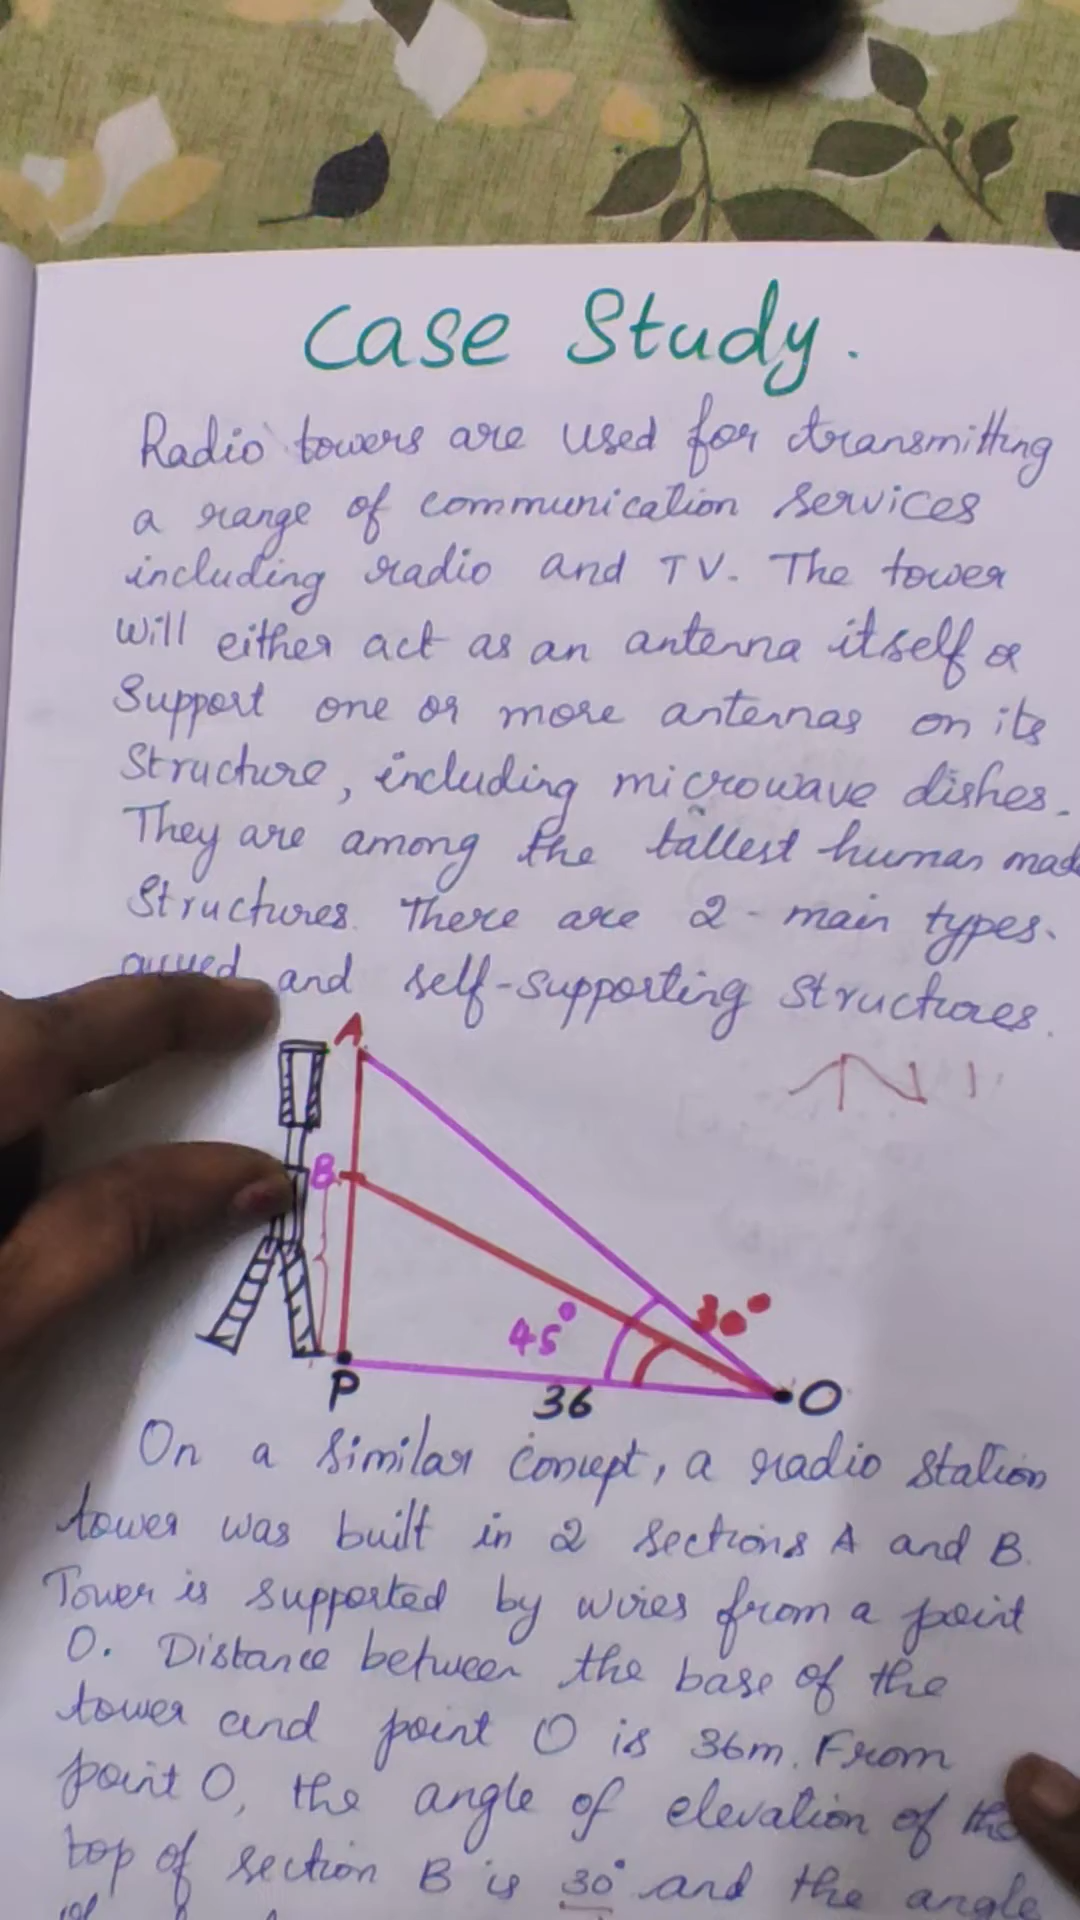 Case Study.
Radio towers are used for transmitting
a range of communication services
including radio and TV. The tower
will either act as an antenna itself or
Support one or more antennas on its
Structure, including microwave dishes.
They are among the tallest human mad
Structures. There are 2 - main types.
and self-supporting structures.
A
B
45°
30°
P
36
O
On a similar concept, a radio station
tower was built in 2 sections A and B.
Tower is supported by wires from a point
O. Distance between the base of the
tower and point O is 36m. From
point O, the angle of elevation of the
top of section B is 30° and the angle